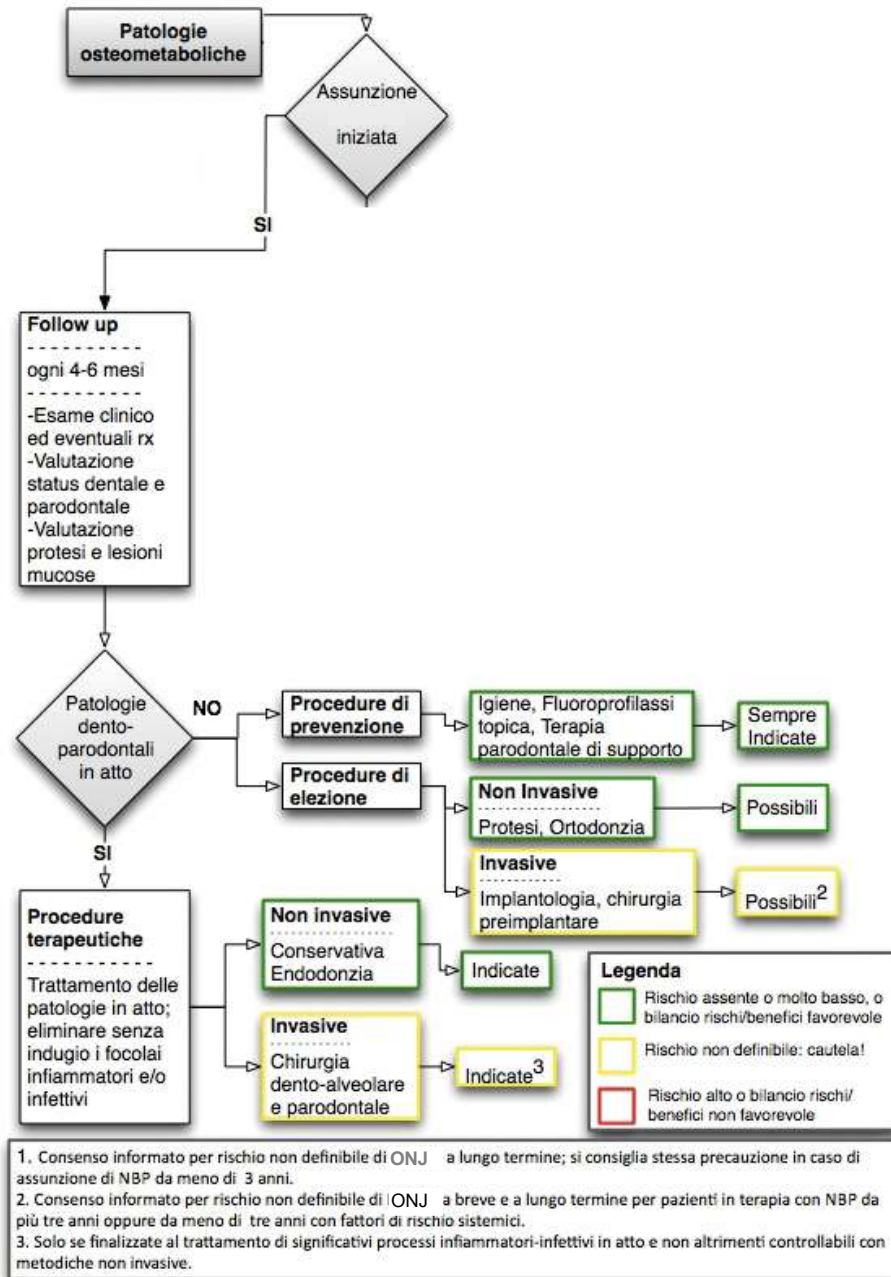 Patologie
osteometaboliche
Assunzione
iniziata
SI
Follow up
ogni 4-6 mesi
-Esame clinico
ed eventuali rx
-Valutazione
status dentale e
parodontale
-Valutazione
protesi e lesioni
mucose
Patologie
dento-
parodontali
in atto
NO
Procedure di
prevenzione
Igiene, Fluoroprofilassi
topica, Terapia
parodontale di supporto
Sempre
Indicate
Procedure di
elezione
Non Invasive
Protesi, Ortodonzia
Possibili
Invasive
Implantologia, chirurgia
preimplantare
Possibili2
SI
Procedure
terapeutiche
Trattamento delle
patologie in atto;
eliminare senza
indugio i focolai
infiammatori e/o
infettivi
Non invasive
Conservativa
Endodonzia
Indicate
Invasive
Chirurgia
dento-alveolare
e parodontale
Indicate3
Legenda
Rischio assente o molto basso, o
bilancio rischi/benefici favorevole
Rischio non definibile: cautela!
Rischio alto o bilancio rischi/
benefici non favorevole
1. Consenso informato per rischio non definibile di ONJ a lungo termine; si consiglia stessa precauzione in caso di
assunzione di NBP da meno di 3 anni.
2. Consenso informato per rischio non definibile di ONJ a breve e a lungo termine per pazienti in terapia con NBP da
più tre anni oppure da meno di tre anni con fattori di rischio sistemici.
3. Solo se finalizzate al trattamento di significativi processi infiammatori-infettivi in atto e non altrimenti controllabili con
metodiche non invasive.